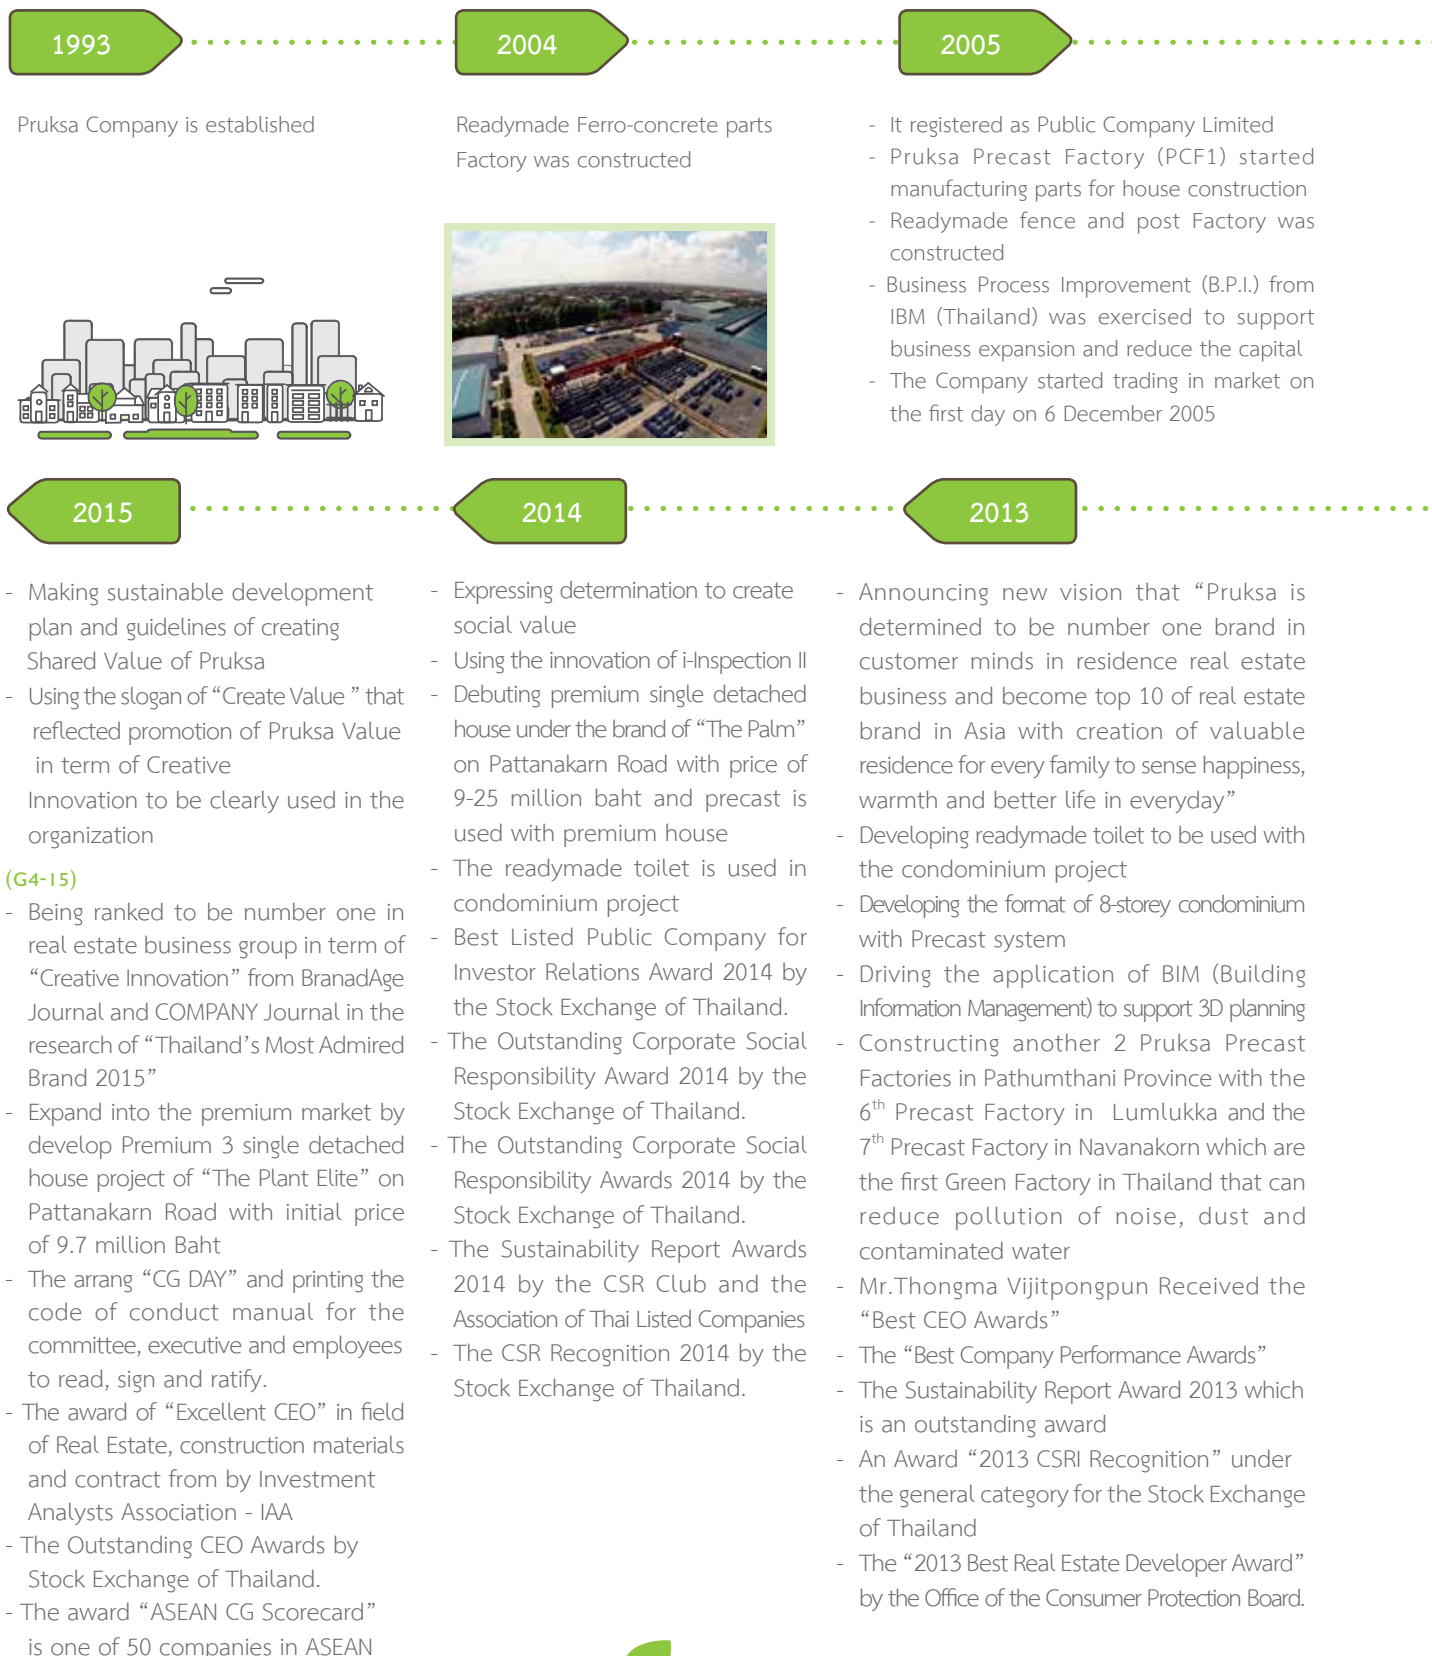 1993
Pruksa Company is established
2004
Readymade Ferro-concrete parts
Factory was constructed
2005
- It registered as Public Company Limited
- Pruksa Precast Factory (PCF1) started
manufacturing parts for house construction
- Readymade fence and post Factory was
constructed
- Business Process Improvement (B.P.I.) from
IBM (Thailand) was exercised to support
business expansion and reduce the capital
- The Company started trading in market on
the first day on 6 December 2005
2015
- Making sustainable development
plan and guidelines of creating
Shared Value of Pruksa
- Using the slogan of “Create Value ” that
reflected promotion of Pruksa Value
in term of Creative
Innovation to be clearly used in the
organization
(G4-15)
- Being ranked to be number one in
real estate business group in term of
“Creative Innovation” from BranadAge
Journal and COMPANY Journal in the
research of “Thailand’s Most Admired
Brand 2015”
- Expand into the premium market by
develop Premium 3 single detached
house project of “The Plant Elite” on
Pattanakarn Road with initial price
of 9.7 million Baht
- The arrang “CG DAY” and printing the
code of conduct manual for the
committee, executive and employees
to read, sign and ratify.
- The award of “Excellent CEO” in field
of Real Estate, construction materials
and contract from by Investment
Analysts Association - IAA
- The Outstanding CEO Awards by
Stock Exchange of Thailand.
- The award “ASEAN CG Scorecard”
is one of 50 companies in ASEAN
2014
- Expressing determination to create
social value
- Using the innovation of i-Inspection II
- Debuting premium single detached
house under the brand of “The Palm”
on Pattanakarn Road with price of
9-25 million baht and precast is
used with premium house
- The readymade toilet is used in
condominium project
- Best Listed Public Company for
Investor Relations Award 2014 by
the Stock Exchange of Thailand.
- The Outstanding Corporate Social
Responsibility Award 2014 by the
Stock Exchange of Thailand.
- The Outstanding Corporate Social
Responsibility Awards 2014 by the
Stock Exchange of Thailand.
- The Sustainability Report Awards
2014 by the CSR Club and the
Association of Thai Listed Companies
- The CSR Recognition 2014 by the
Stock Exchange of Thailand.
2013
- Announcing new vision that “Pruksa is
determined to be number one brand in
customer minds in residence real estate
business and become top 10 of real estate
brand in Asia with creation of valuable
residence for every family to sense happiness,
warmth and better life in everyday”
- Developing readymade toilet to be used with
the condominium project
- Developing the format of 8-storey condominium
with Precast system
- Driving the application of BIM (Building
Information Management) to support 3D planning
- Constructing another 2 Pruksa Precast
Factories in Pathumthani Province with the
6th Precast Factory in Lumlukka and the
7th Precast Factory in Navanakorn which are
the first Green Factory in Thailand that can
reduce pollution of noise, dust and
contaminated water
- Mr.Thongma Vijitpongpun Received the
“Best CEO Awards”
- The “Best Company Performance Awards”
- The Sustainability Report Award 2013 which
is an outstanding award
- An Award “2013 CSRI Recognition” under
the general category for the Stock Exchange
of Thailand
- The “2013 Best Real Estate Developer Award”
by the Office of the Consumer Protection Board.